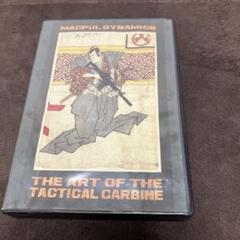 MAGPUL DYNAMICS
THE ART OF THE
TACTICAL CARBINE